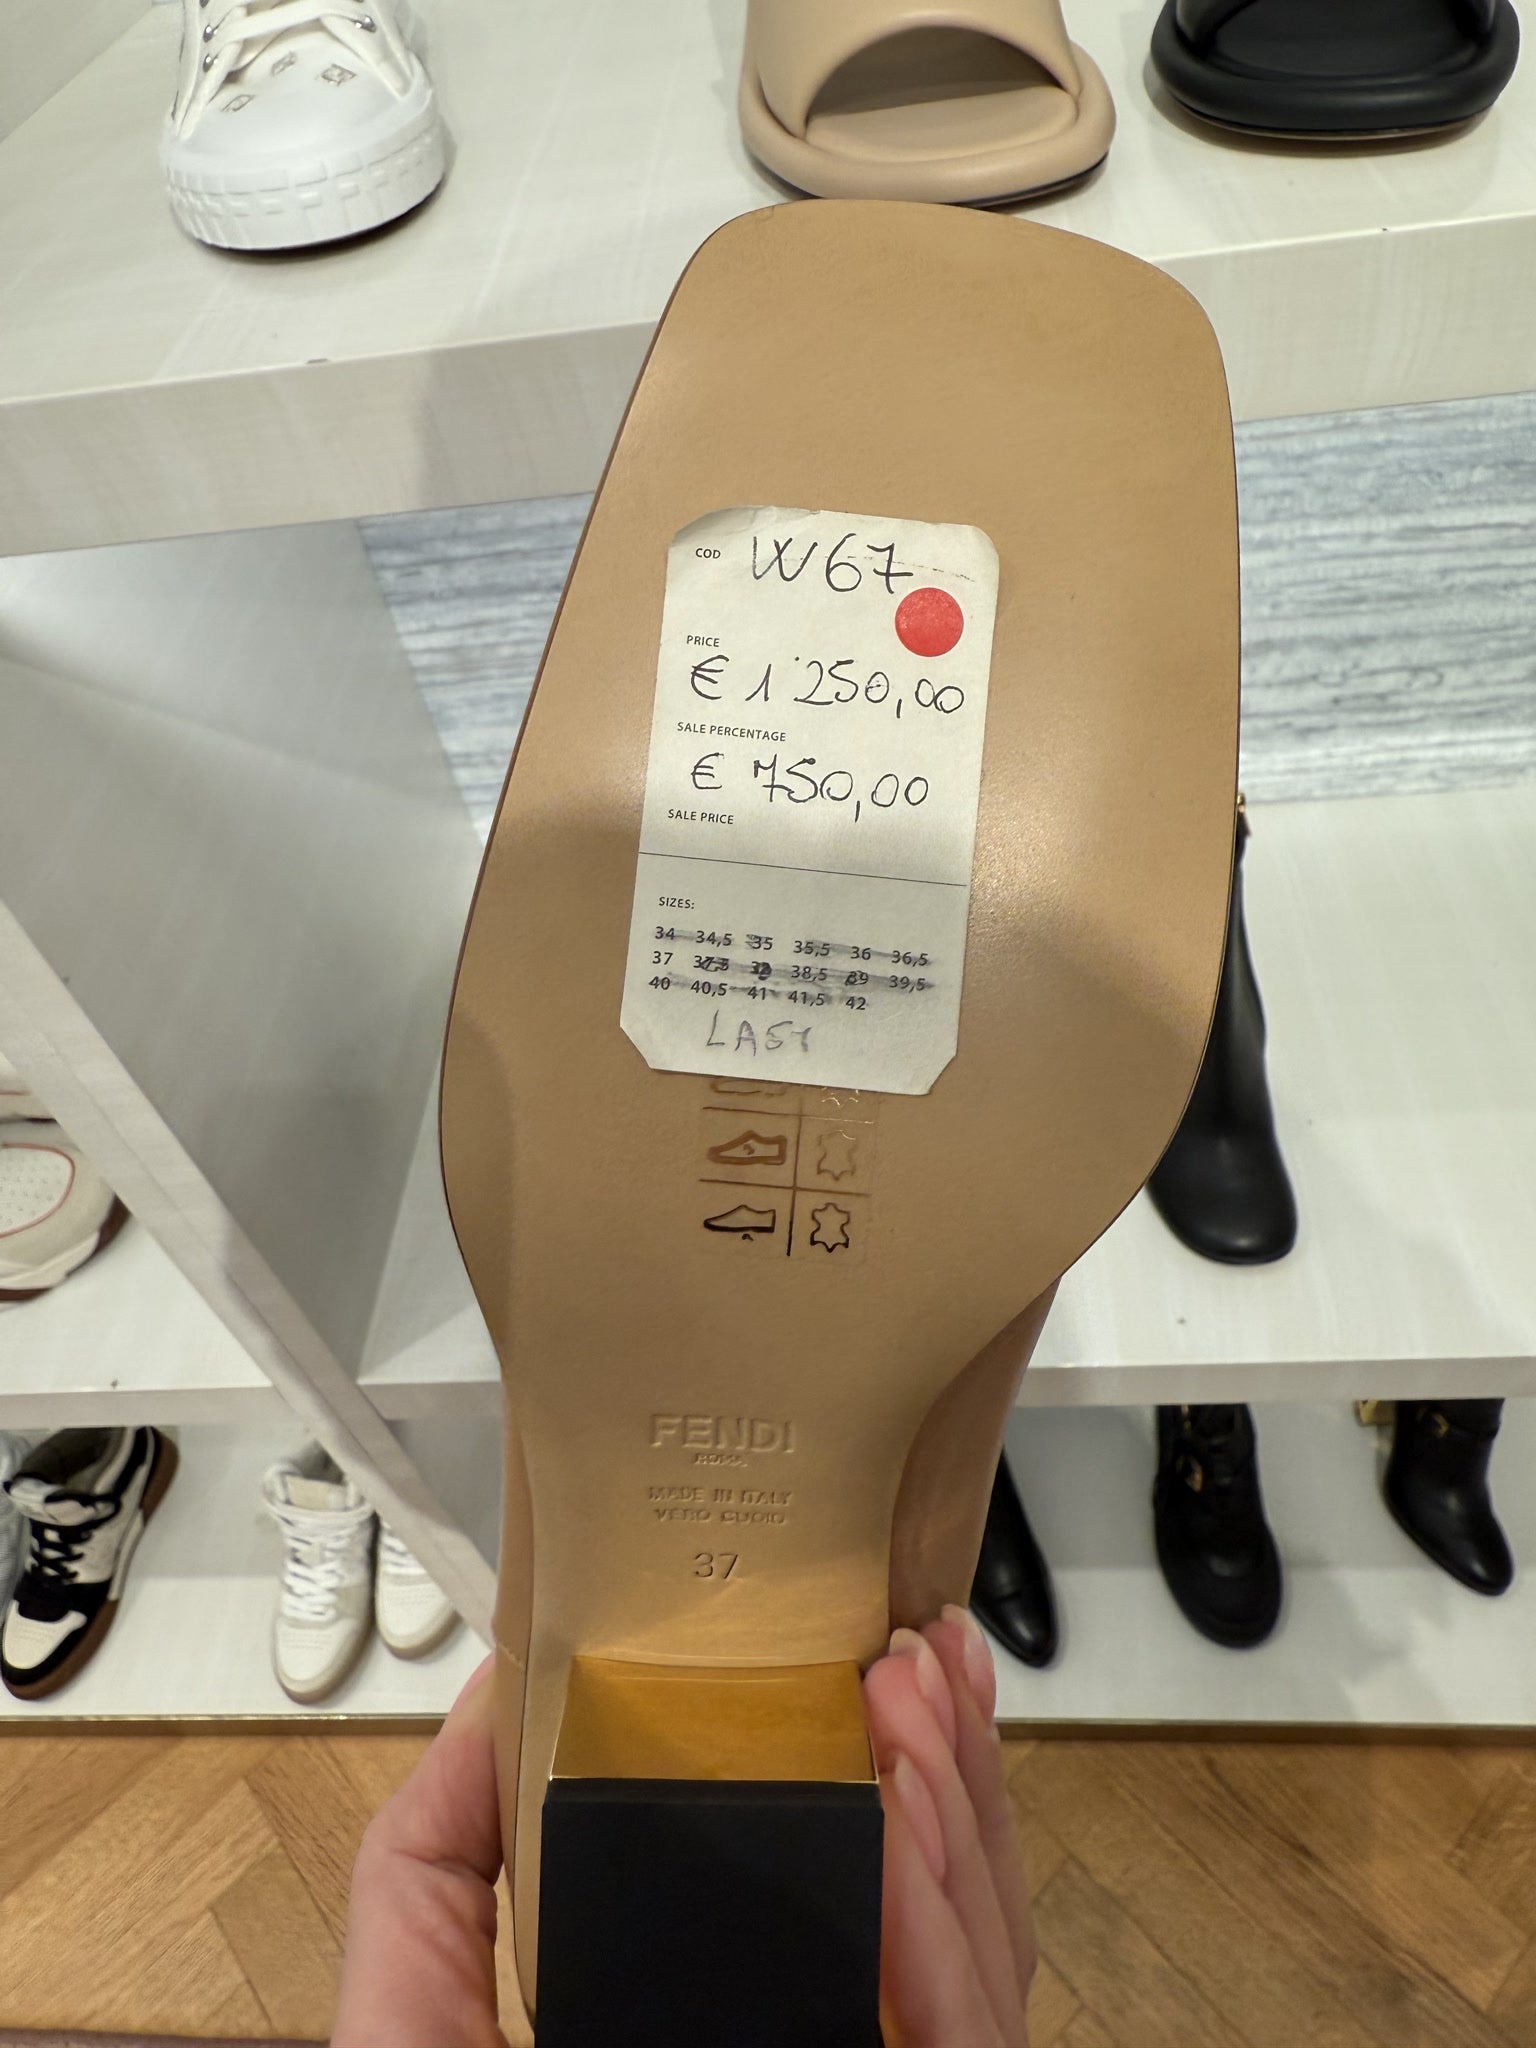 COD W67
PRICE
€ 1'250,00
SALE PERCENTAGE
€ 750,00
SALE PRICE
SIZES:
34 34,5 35 35,5 36 36,5
37 37,5 38 38,5 39 39,5
40 40,5 41 41,5 42
LAST
FENDI
ROMA
MADE IN ITALY
VERO CUOIO
37